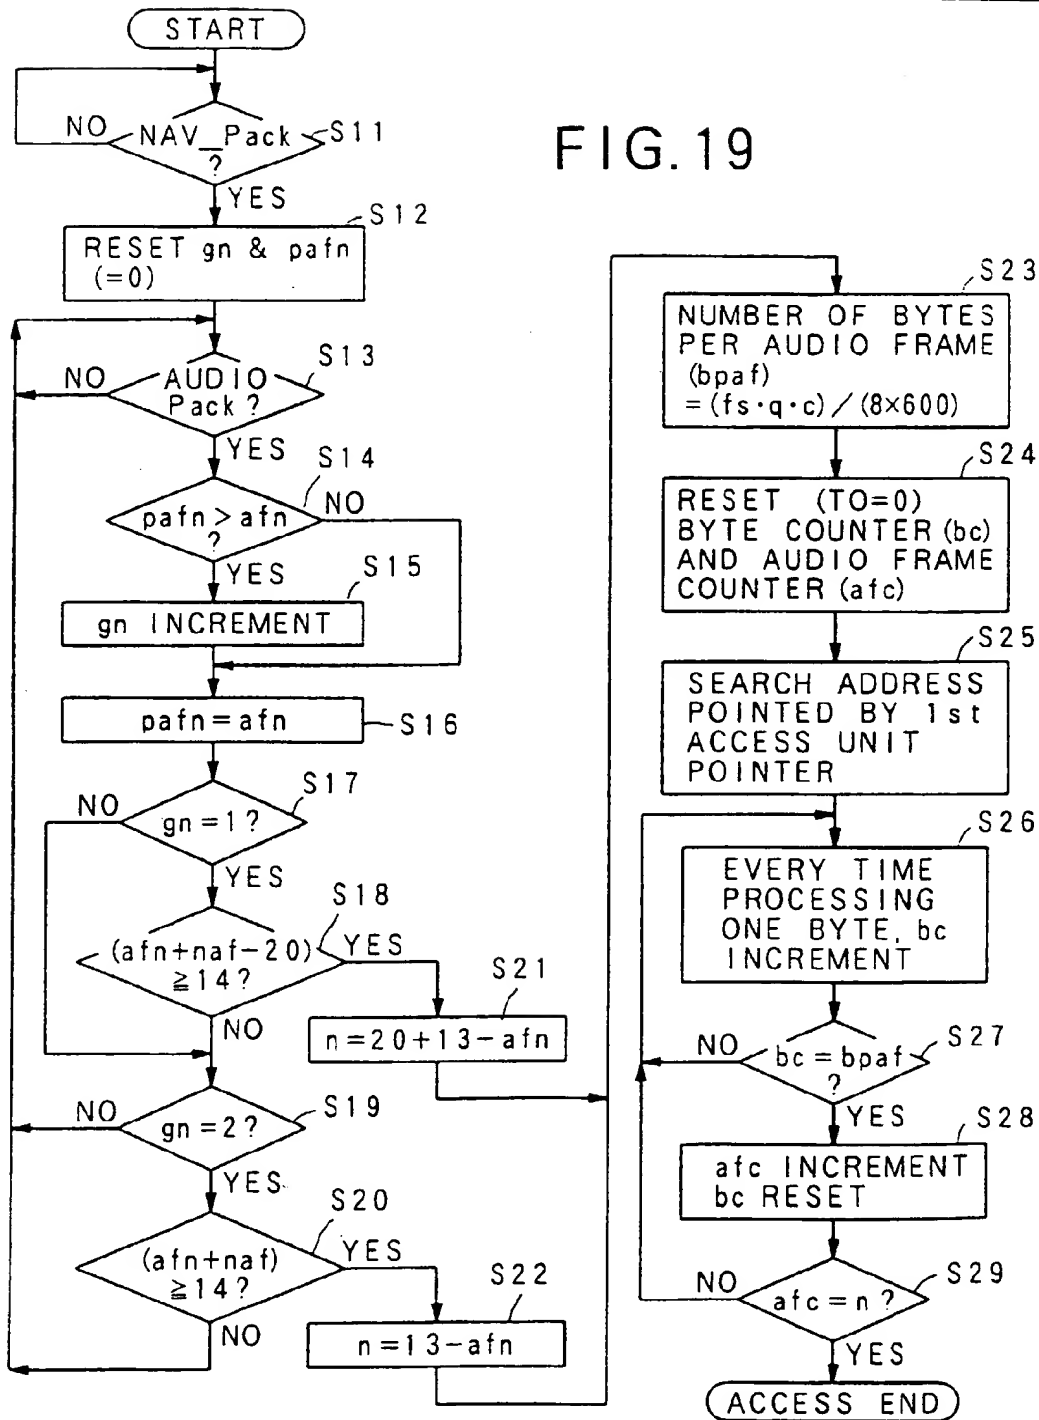 START
NAV_Pack
?
S11
NO
YES
FIG.19
S12
RESET gn & pafn
(=0)
S13
AUDIO
Pack?
NO
YES
S14
pafn>afn
?
NO
YES
S15
gn INCREMENT
pafn=afn
S16
S17
gn=1?
NO
YES
S18
(afn+naf-20)
≧14?
YES
NO
S21
n=20+13-afn
S19
gn=2?
NO
YES
S20
(afn+naf)
≧14?
YES
NO
S22
n=13-afn
S23
NUMBER OF BYTES
PER AUDIO FRAME
(bpaf)
=(fs·q·c)/(8×600)
S24
RESET (TO=0)
BYTE COUNTER (bc)
AND AUDIO FRAME
COUNTER (afc)
S25
SEARCH ADDRESS
POINTED BY 1st
ACCESS UNIT
POINTER
S26
EVERY TIME
PROCESSING
ONE BYTE, bc
INCREMENT
S27
bc=bpaf
?
NO
YES
S28
afc INCREMENT
bc RESET
S29
afc=n?
NO
YES
ACCESS END